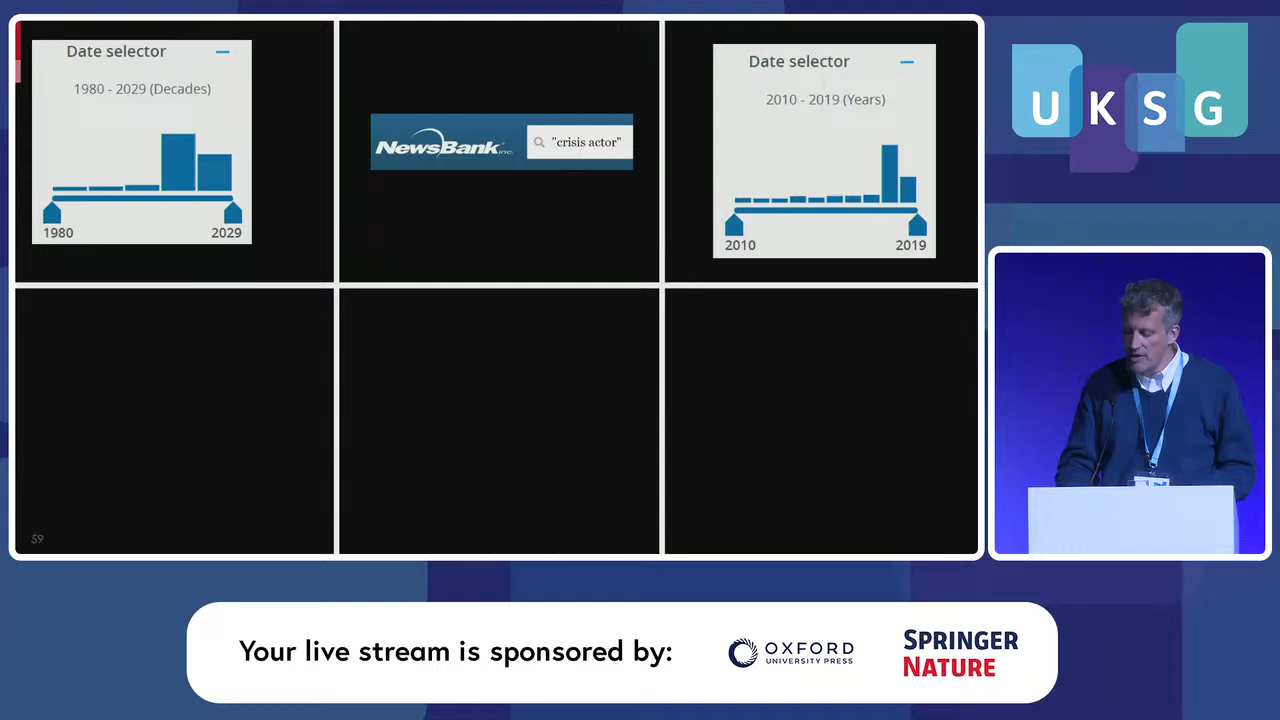 Date selector
1980 - 2029 (Decades)
1980
2029
NewsBank inc.
"crisis actor"
Date selector
2010 - 2019 (Years)
2010
2019
59
UKSG
Your live stream is sponsored by:
OXFORD
UNIVERSITY PRESS
SPRINGER
NATURE